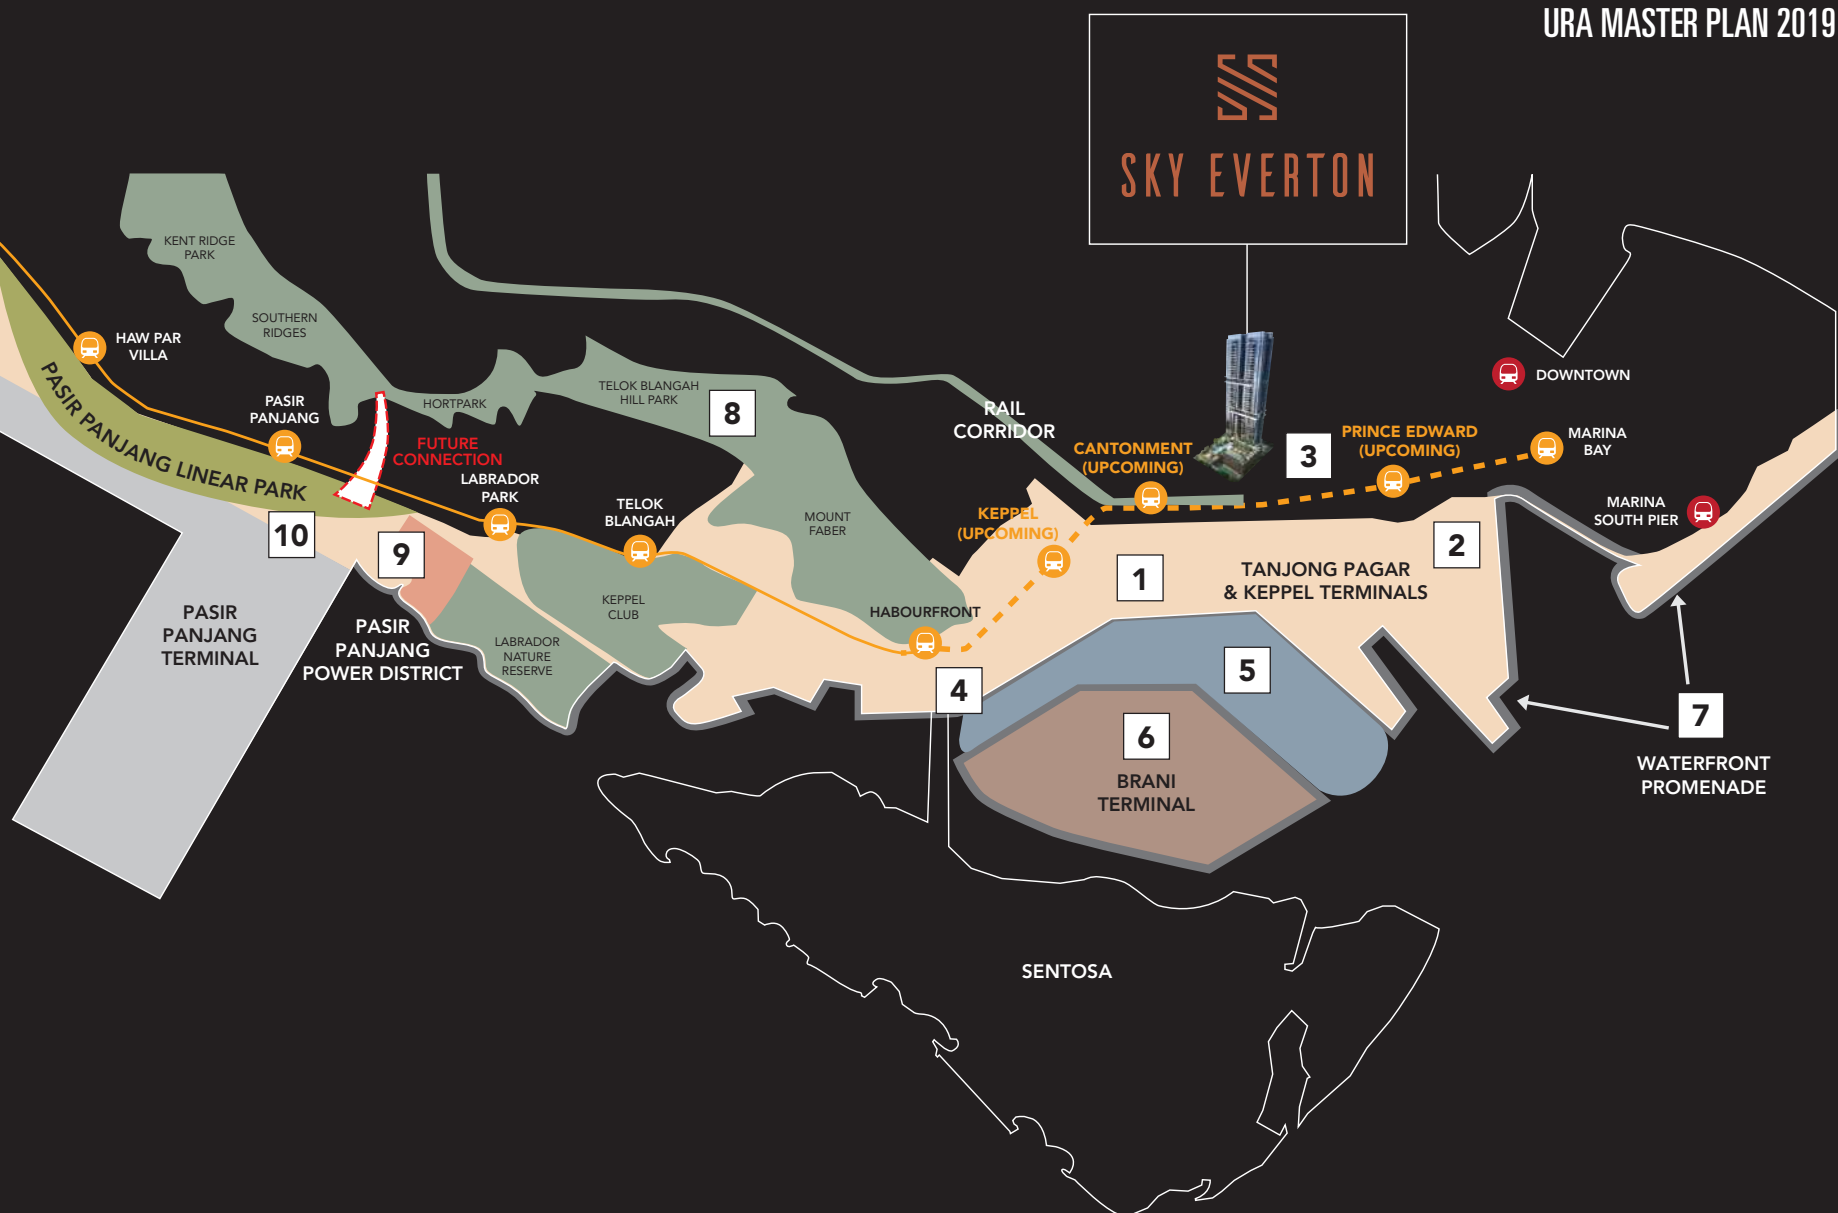 URA MASTER PLAN 2019
SKY EVERTON
KENT RIDGE
PARK
SOUTHERN
RIDGES
HAW PAR
VILLA
PASIR PANJANG LINEAR PARK
PASIR
PANJANG
HORTPARK
FUTURE
CONNECTION
TELOK BLANGAH
HILL PARK
8
RAIL
CORRIDOR
CANTONMENT
(UPCOMING)
3
PRINCE EDWARD
(UPCOMING)
DOWNTOWN
MARINA
BAY
MARINA
SOUTH PIER
LABRADOR
PARK
TELOK
BLANGAH
MOUNT
FABER
KEPPEL
(UPCOMING)
10
9
1
2
TANJONG PAGAR
& KEPPEL TERMINALS
PASIR
PANJANG
TERMINAL
PASIR
PANJANG
POWER DISTRICT
LABRADOR
NATURE
RESERVE
KEPPEL
CLUB
HABOURFRONT
4
5
6
BRANI
TERMINAL
7
WATERFRONT
PROMENADE
SENTOSA